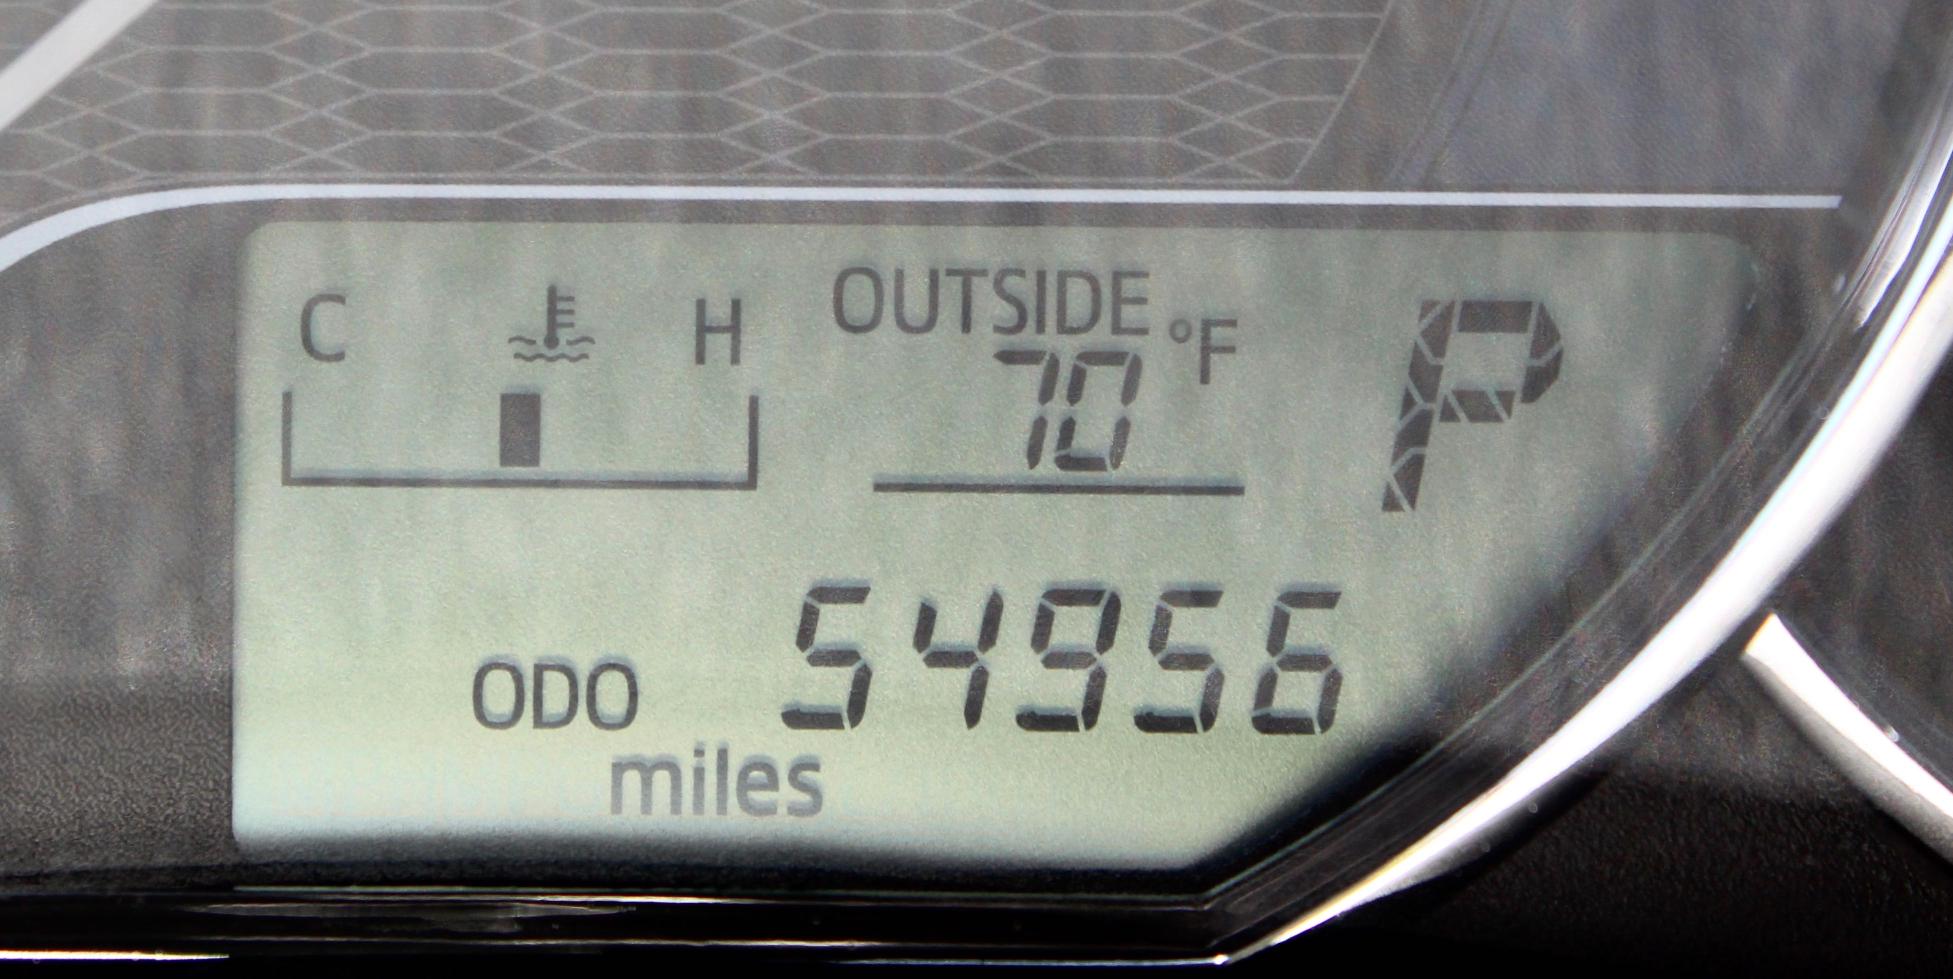 C H OUTSIDE
70 °F P
ODO 54956
miles